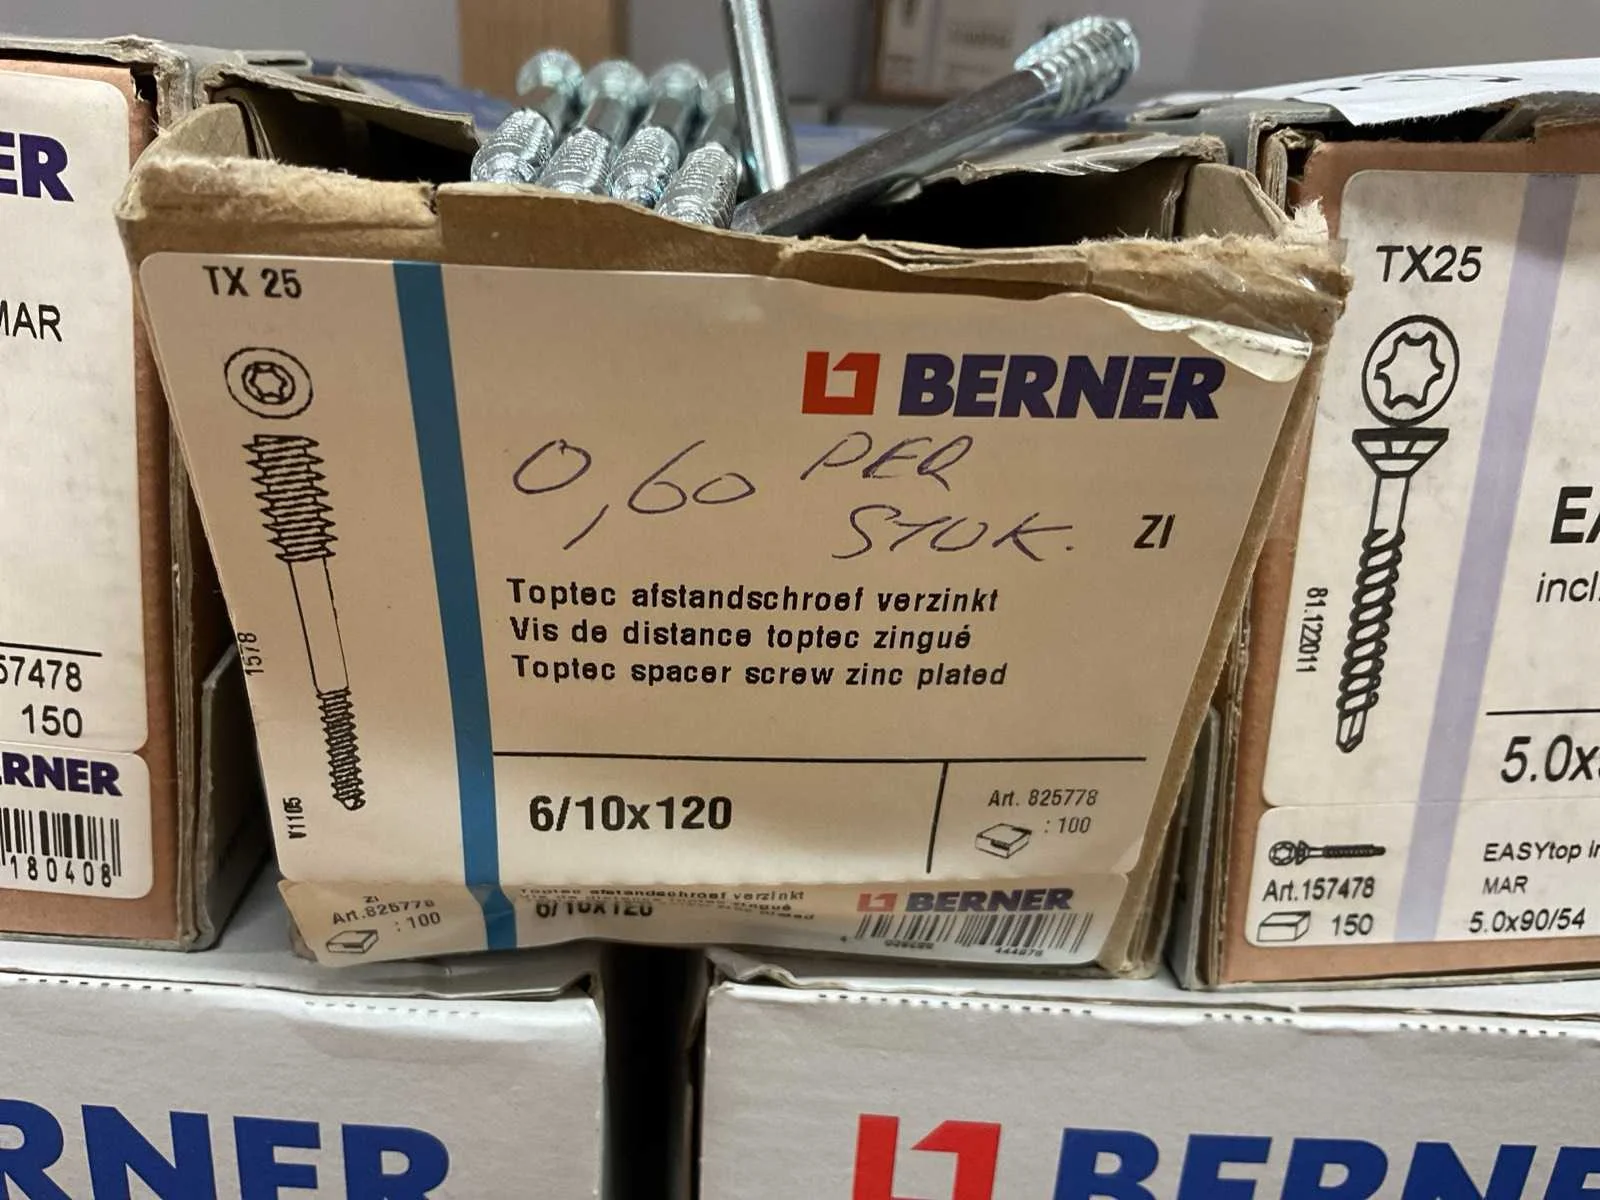 ER
MAR
57478
150
ERNER
180408
TX 25
BERNER
0,60 PER
STUK.
ZI
Toptec afstandschroef verzinkt
Vis de distance toptec zingué
Toptec spacer screw zinc plated
1578
V1105
6/10x120
Art. 825778
: 100
ZI
Art.825778
: 100
Toptec afstandschroef verzinkt
6/10x120
BERNER
444976
TX25
81.122011
incl.
5.0x
EASYtop
MAR
Art.157478
150
5.0x90/54
RNER
BERNE